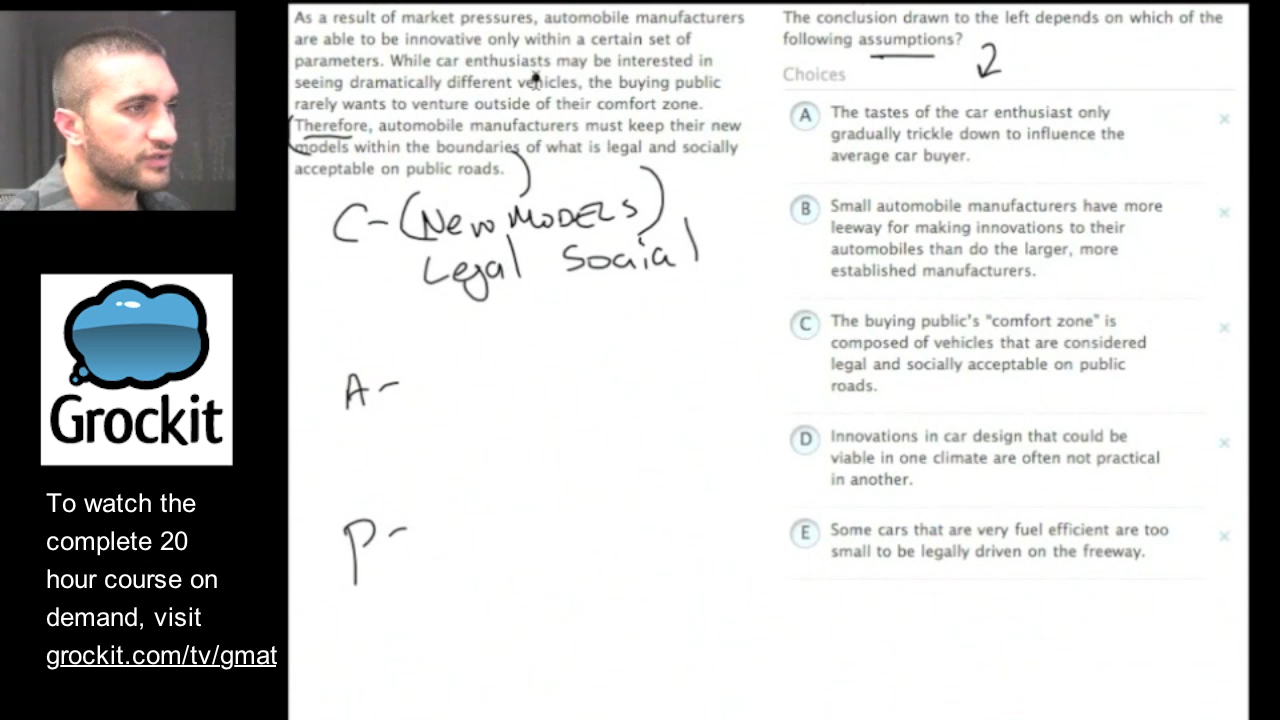 As a result of market pressures, automobile manufacturers
are able to be innovative only within a certain set of
parameters. While car enthusiasts may be interested in
seeing dramatically different vehicles, the buying public
rarely wants to venture outside of their comfort zone.
Therefore, automobile manufacturers must keep their new
models within the boundaries of what is legal and socially
acceptable on public roads.
C- (New MODELS)
Legal Social
A-
P-
The conclusion drawn to the left depends on which of the
following assumptions?
Choices
A The tastes of the car enthusiast only
gradually trickle down to influence the
average car buyer.
B Small automobile manufacturers have more
leeway for making innovations to their
automobiles than do the larger, more
established manufacturers.
C The buying public's "comfort zone" is
composed of vehicles that are considered
legal and socially acceptable on public
roads.
D Innovations in car design that could be
viable in one climate are often not practical
in another.
E Some cars that are very fuel efficient are too
small to be legally driven on the freeway.
Grockit
To watch the
complete 20
hour course on
demand, visit
grockit.com/tv/gmat